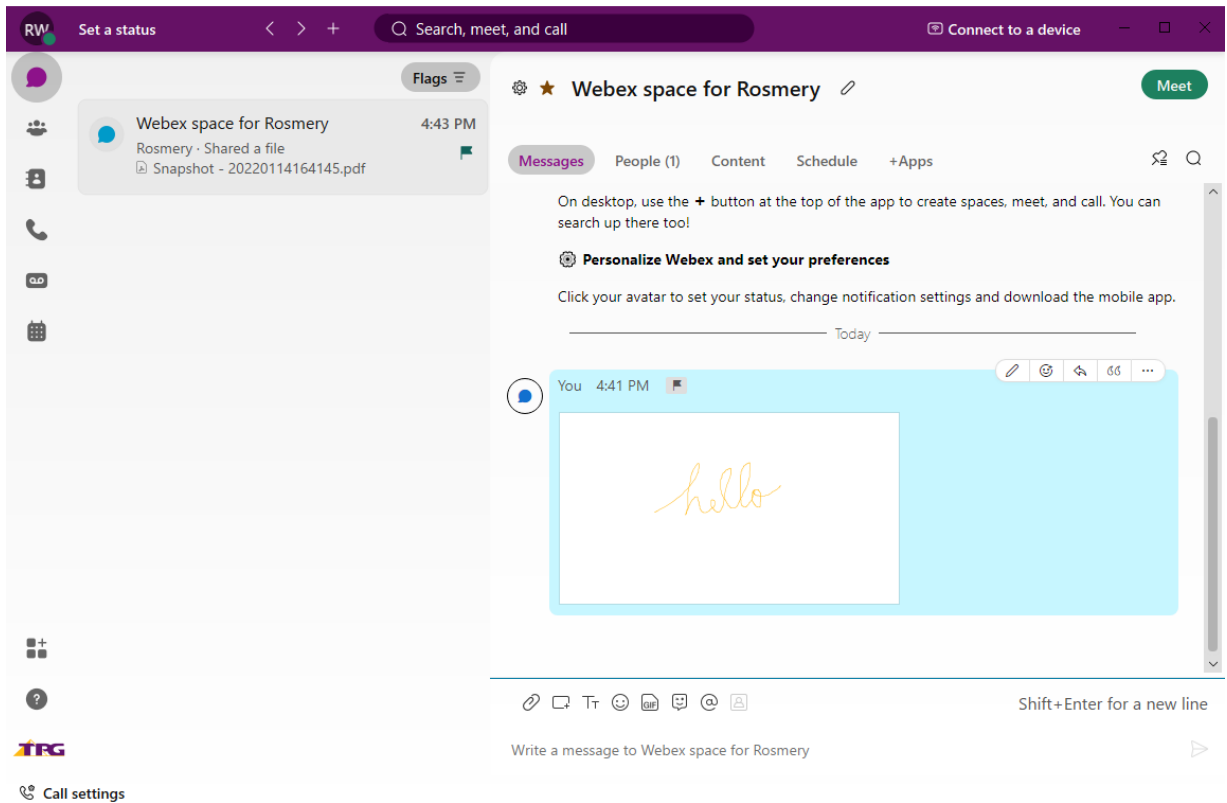 RW Set a status Search, meet, and call Connect to a device
Flags
Webex space for Rosmery 4:43 PM
Rosmery · Shared a file
Snapshot - 20220114164145.pdf
TPG
Call settings
Webex space for Rosmery Meet
Messages People (1) Content Schedule +Apps
On desktop, use the + button at the top of the app to create spaces, meet, and call. You can
search up there too!
Personalize Webex and set your preferences
Click your avatar to set your status, change notification settings and download the mobile app.
Today
You 4:41 PM
hello
GIF
Shift+Enter for a new line
Write a message to Webex space for Rosmery